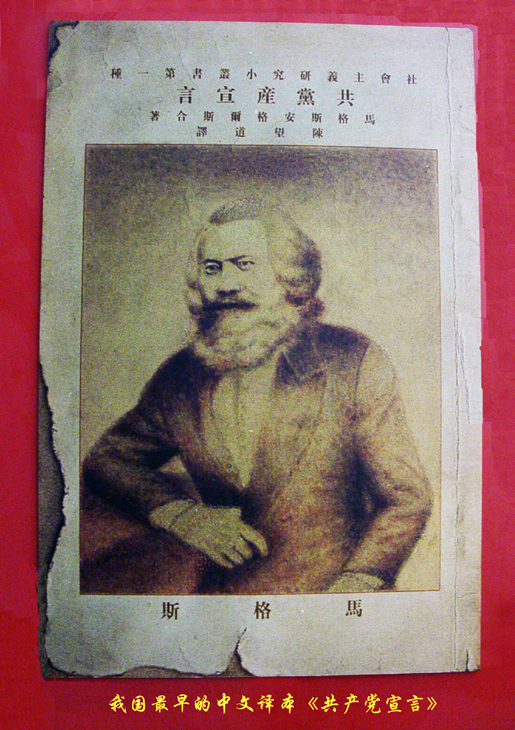 社會主義研究小叢書第一種
共黨產宣言
馬格斯安格爾斯合著
陳望道譯
馬格斯
我国最早的中文译本《共产党宣言》